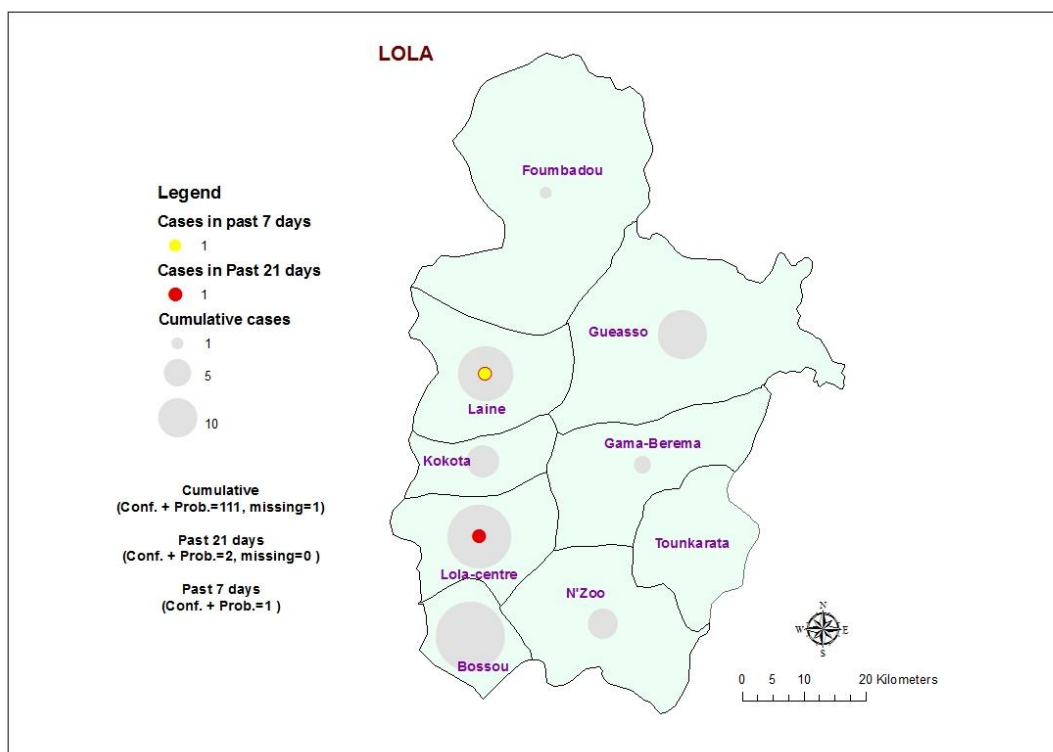 LOLA
Foumbadou
Legend
Cases in past 7 days
1
Cases in Past 21 days
1
Cumulative cases
1
5
10
Gueasso
Laine
Gama-Berema
Kokota
Cumulative
(Conf. + Prob.=111, missing=1)
Past 21 days
(Conf. + Prob.=2, missing=0 )
Past 7 days
(Conf. + Prob.=1 )
Tounkarata
Lola-centre
N'Zoo
Bossou
N
W E
S
0 5 10 20 Kilometers